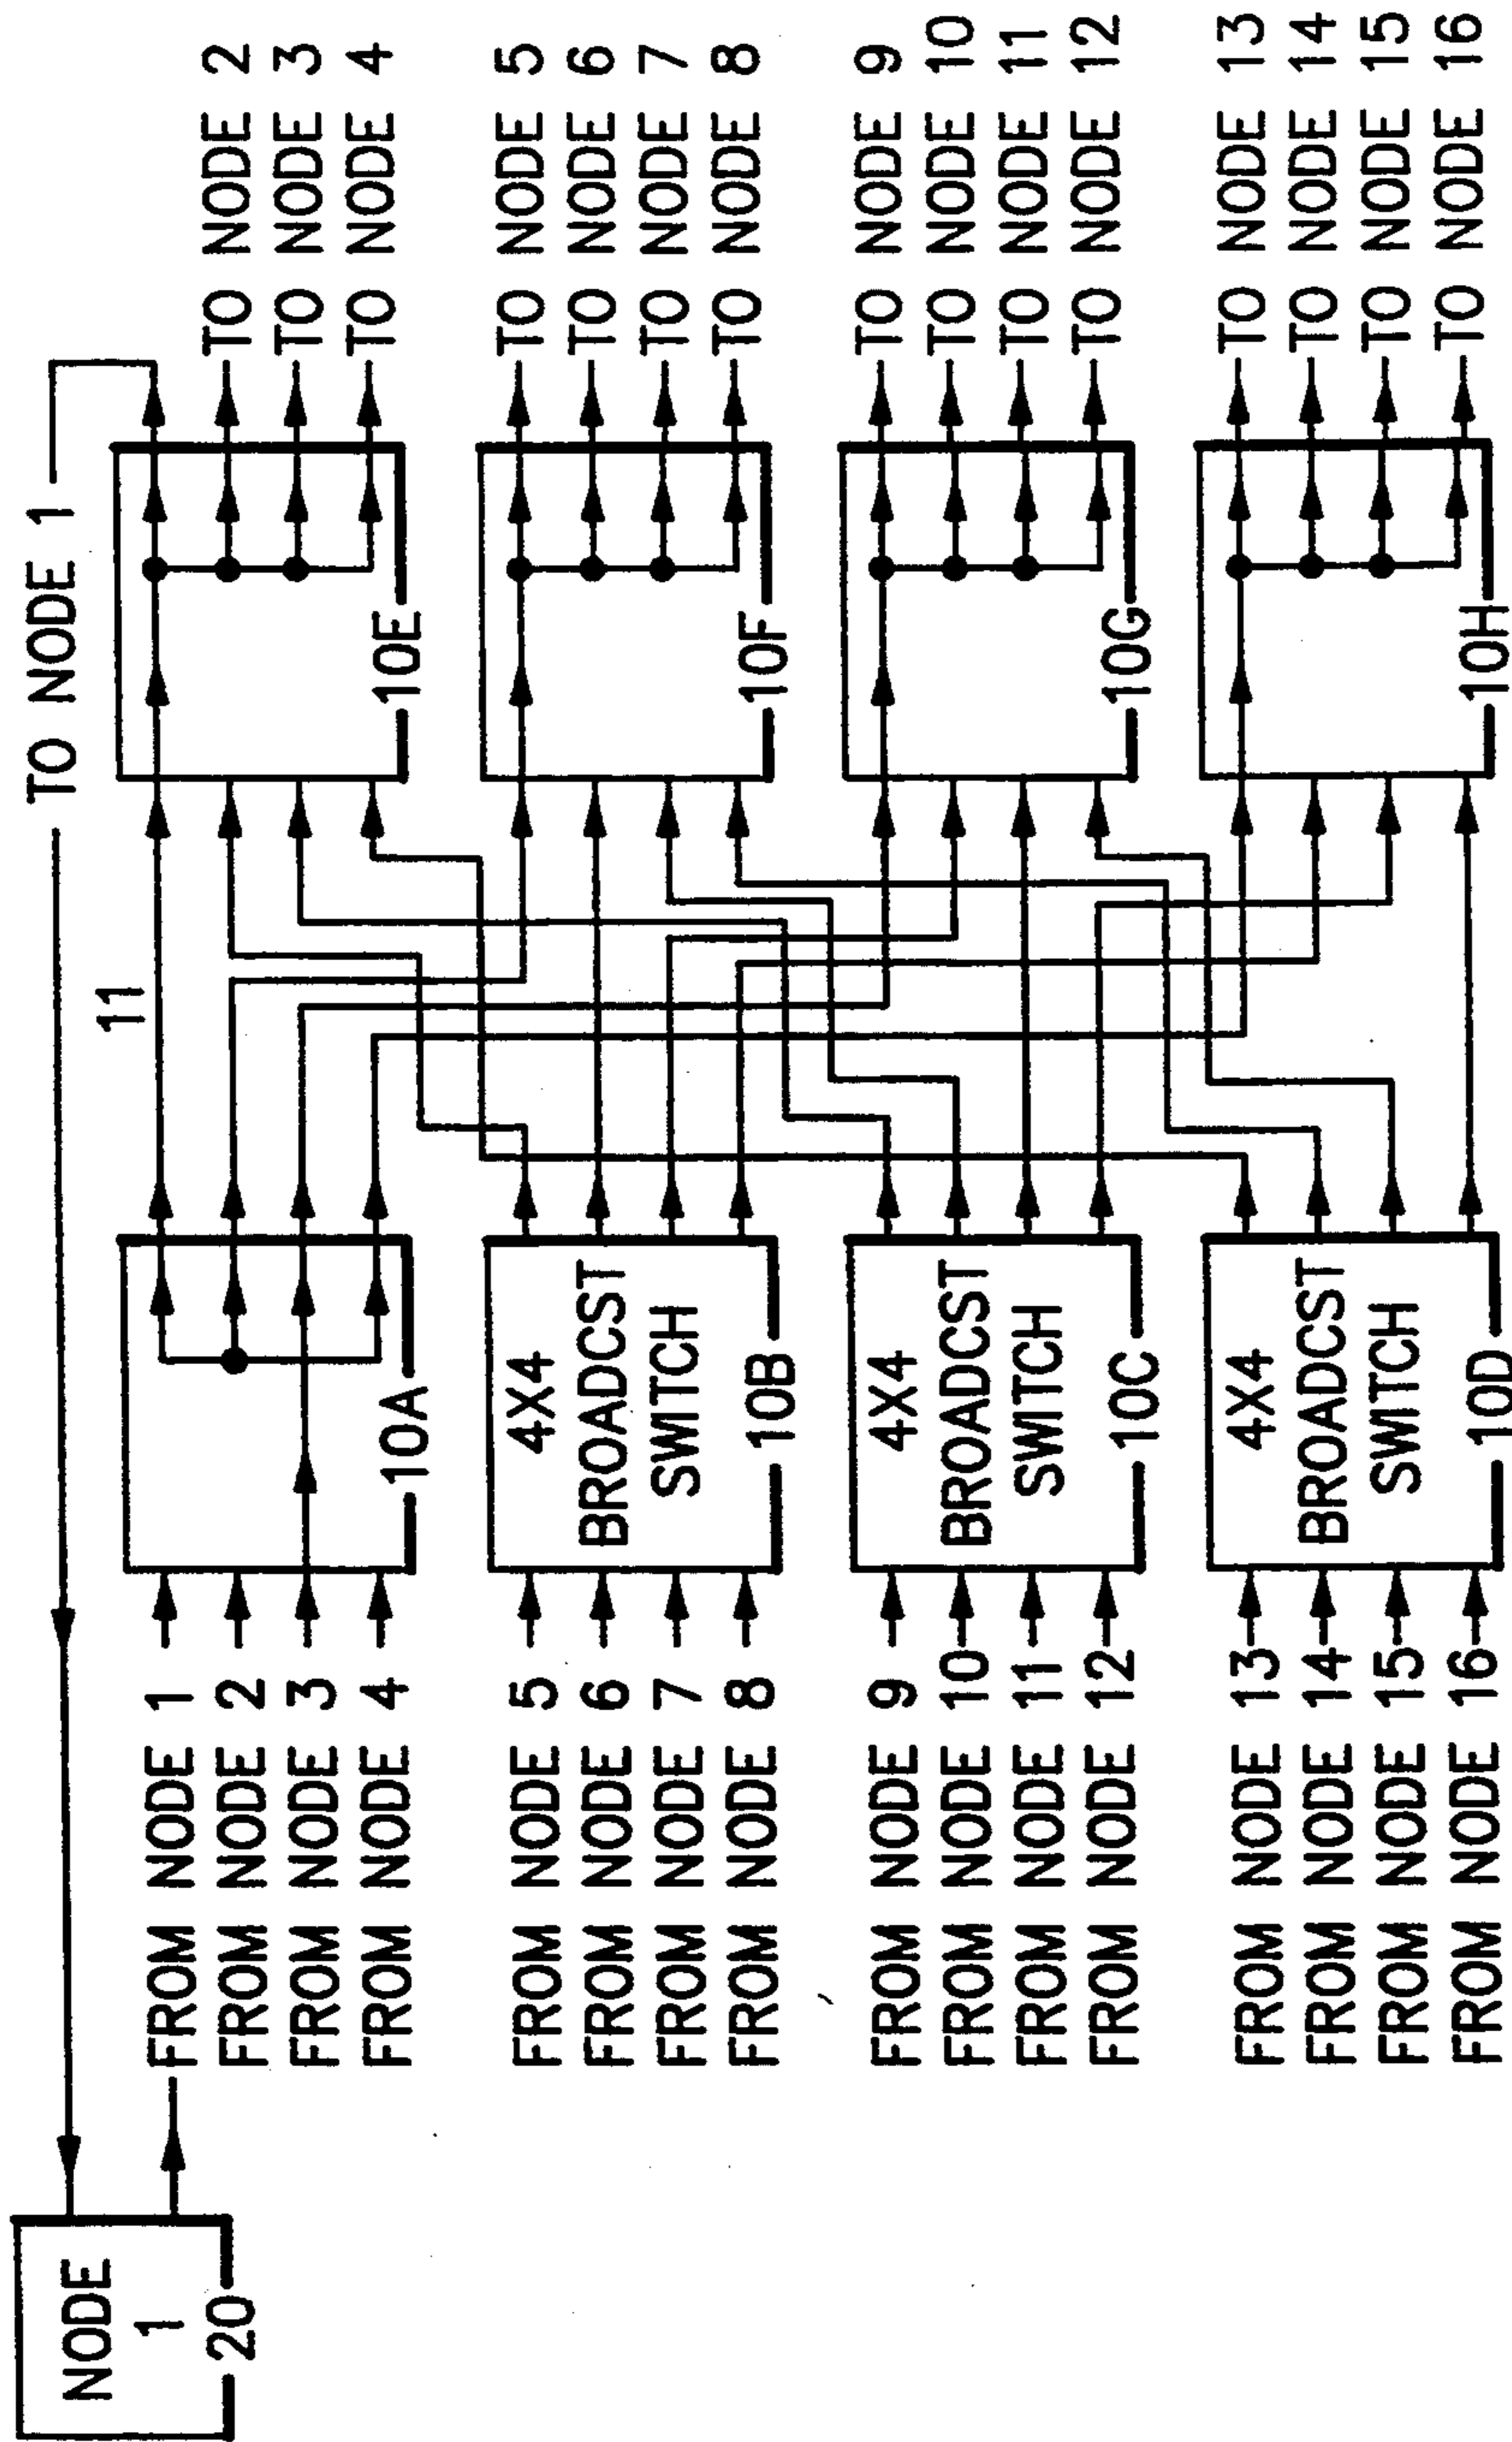 NODE
1
20
TO NODE 1
FROM NODE 1
FROM NODE 2
FROM NODE 3
FROM NODE 4
FROM NODE 5
FROM NODE 6
FROM NODE 7
FROM NODE 8
FROM NODE 9
FROM NODE 10
FROM NODE 11
FROM NODE 12
FROM NODE 13
FROM NODE 14
FROM NODE 15
FROM NODE 16
10A
4X4
BROADCST
SWITCH
10B
4X4
BROADCST
SWITCH
10C
4X4
BROADCST
SWITCH
10D
11
10E
10F
10G
10H
TO NODE 2
TO NODE 3
TO NODE 4
TO NODE 5
TO NODE 6
TO NODE 7
TO NODE 8
TO NODE 9
TO NODE 10
TO NODE 11
TO NODE 12
TO NODE 13
TO NODE 14
TO NODE 15
TO NODE 16